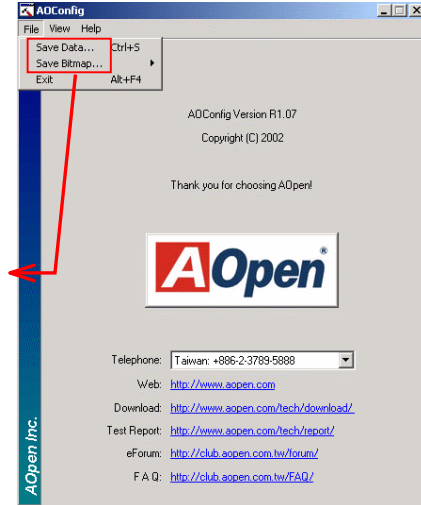 AOConfig
File View Help
Save Data... Ctrl+S
Save Bitmap...
Exit Alt+F4
AOConfig Version R1.07
Copyright (C) 2002
Thank you for choosing AOpen!
AOpen®
Telephone: Taiwan: +886-2-3789-5888
Web: http://www.aopen.com
Download: http://www.aopen.com/tech/download/
Test Report: http://www.aopen.com/tech/report/
eForum: http://club.aopen.com.tw/forum/
F A Q: http://club.aopen.com.tw/FAQ/
AOpen Inc.